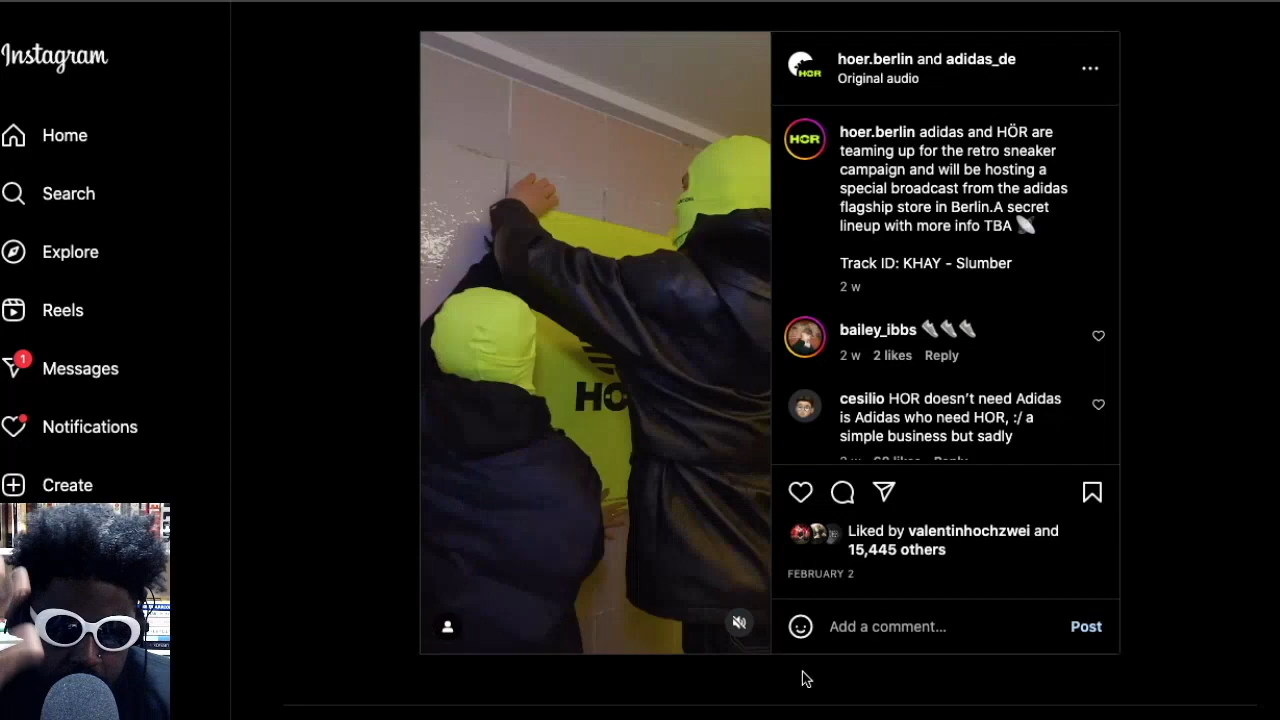 Instagram
Home
Search
Explore
Reels
1
Messages
Notifications
Create
HO
hoer.berlin and adidas_de
Original audio
HOR
hoer.berlin adidas and HÖR are
teaming up for the retro sneaker
campaign and will be hosting a
special broadcast from the adidas
flagship store in Berlin.A secret
lineup with more info TBA
Track ID: KHAY - Slumber
2 w
bailey_ibbs
2 w 2 likes Reply
cesilio HOR doesn't need Adidas
is Adidas who need HOR, :/ a
simple business but sadly
Liked by valentinhochzwei and
15,445 others
FEBRUARY 2
Add a comment...
Post